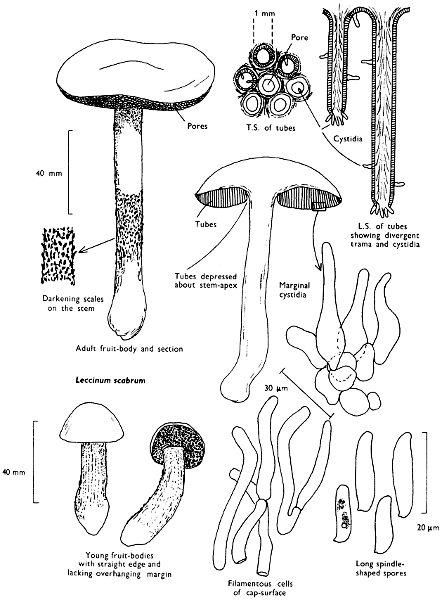 1 mm
Pore
T.S. of tubes
Pores
Cystidia
40 mm
Tubes
L.S. of tubes
showing divergent
trama and cystidia
Tubes depressed
about stem-apex
Marginal
cystidia
Darkening scales
on the stem
Adult fruit-body and section
Leccinum scabrum
30 µm
40 mm
20 µm
Young fruit-bodies
with straight edge and
lacking overhanging margin
Filamentous cells
of cap-surface
Long spindle-
shaped spores